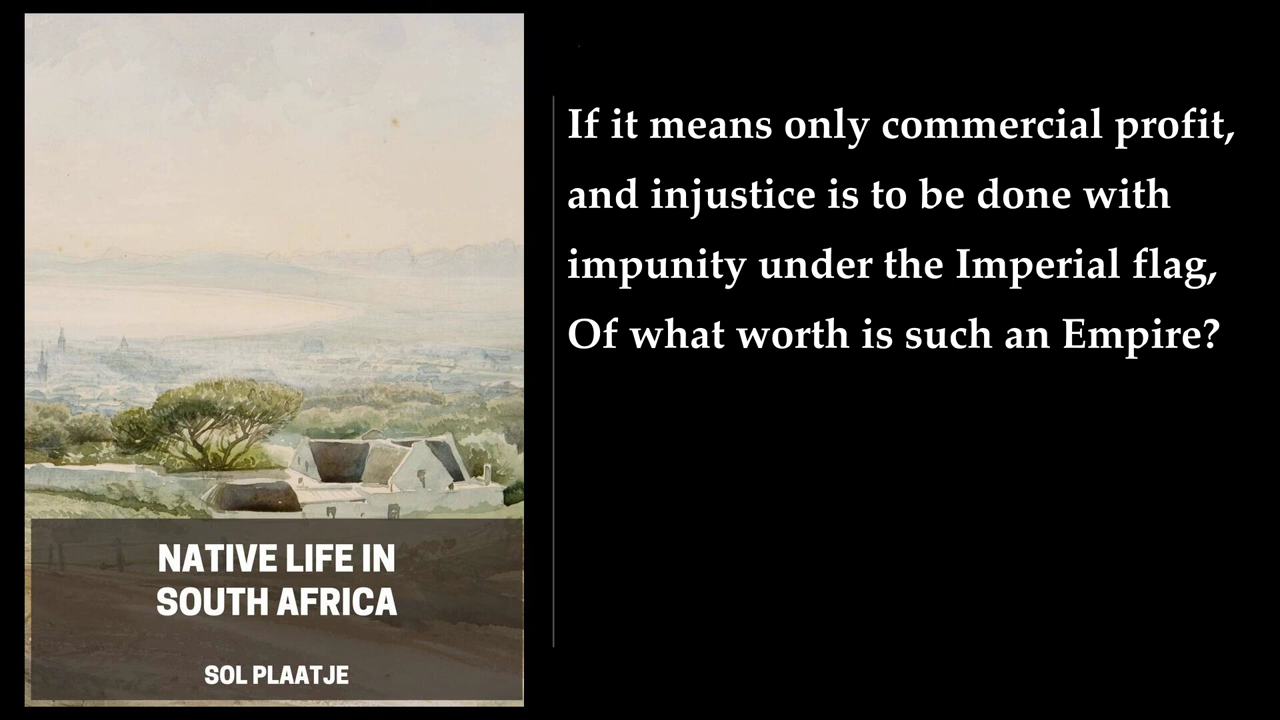 If it means only commercial profit,
and injustice is to be done with
impunity under the Imperial flag,
Of what worth is such an Empire?
NATIVE LIFE IN
SOUTH AFRICA
SOL PLAATJE